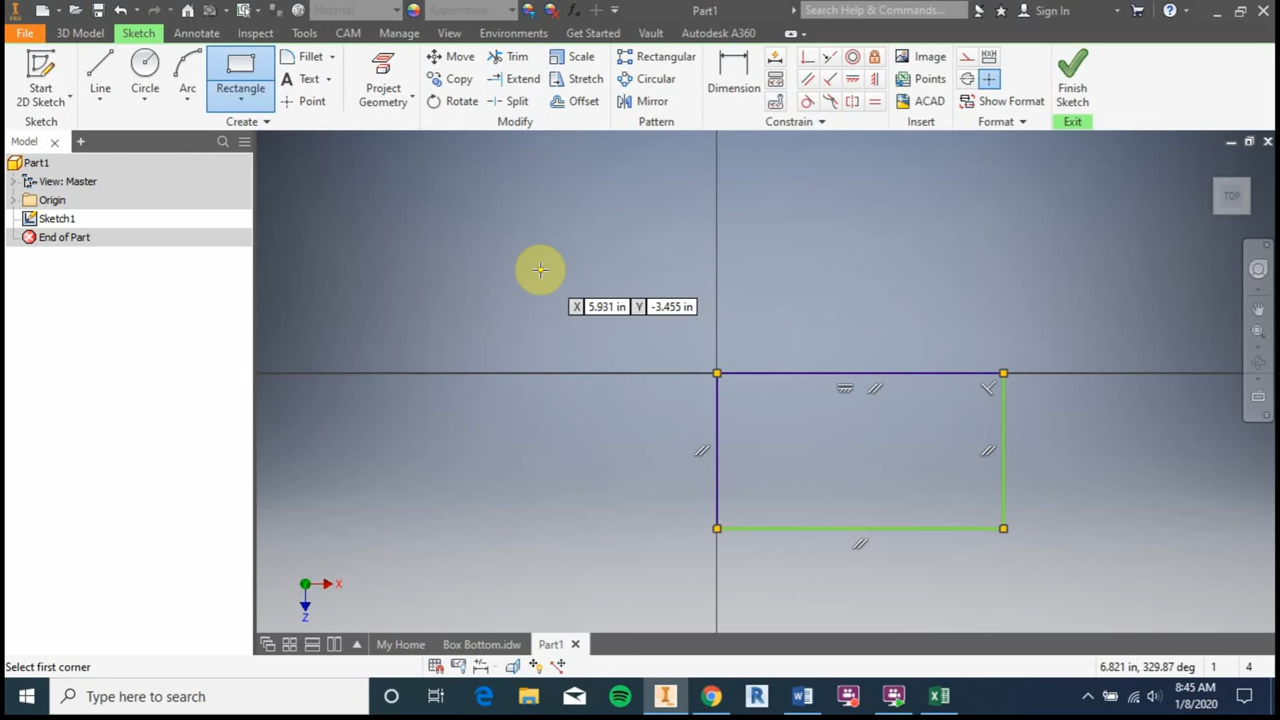 Material
Appearance
Part1
Search Help & Commands...
Sign In
PRO
File
3D Model
Sketch
Annotate
Inspect
Tools
CAM
Manage
View
Environments
Get Started
Vault
Autodesk A360
Start
2D Sketch
Line
Circle
Arc
Rectangle
Fillet
Text
Point
Project
Geometry
Move
Copy
Rotate
Trim
Extend
Split
Scale
Stretch
Offset
Rectangular
Circular
Mirror
Dimension
Image
Points
ACAD
Show Format
Finish
Sketch
Sketch
Create
Modify
Pattern
Constrain
Insert
Format
Exit
Model
Part1
View: Master
Origin
Sketch1
End of Part
TOP
X 5.931 in Y -3.455 in
X
Z
My Home
Box Bottom.idw
Part1
Select first corner
6.821 in, 329.87 deg
1
4
Type here to search
8:45 AM
1/8/2020